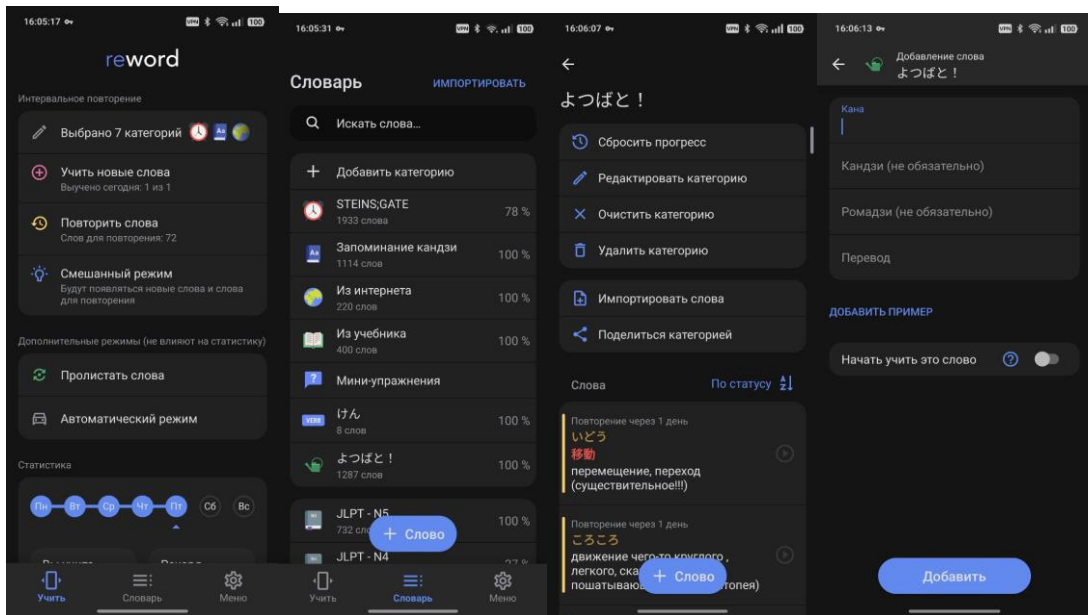 16:05:17
VPN
100
reword
Интервальное повторение
Выбрано 7 категорий
Учить новые слова
Выучено сегодня: 1 из 1
Повторить слова
Слов для повторения: 72
Смешанный режим
Будут появляться новые слова и слова
для повторения
Дополнительные режимы (не влияют на статистику)
Пролистать слова
Автоматический режим
Статистика
Пн Вт Ср Чт Пт Сб Вс
Учить
Словарь
Меню
16:05:31
VPN
100
Словарь
ИМПОРТИРОВАТЬ
Искать слова...
Добавить категорию
STEINS;GATE
1933 слова
78 %
Запоминание кандзи
1114 слов
100 %
Из интернета
220 слов
100 %
Из учебника
400 слов
100 %
Мини-упражнения
VERB
けん
8 слов
100 %
よつばと！
1287 слов
100 %
JLPT - N5
732
100 %
JLPT - N4
+ Слово
Учить
Словарь
Меню
16:06:07
VPN
100
よつばと！
Сбросить прогресс
Редактировать категорию
Очистить категорию
Удалить категорию
Импортировать слова
Поделиться категорией
Слова
По статусу
Повторение через 1 день
いどう
移動
перемещение, переход
(существительное!!!)
Повторение через 1 день
ころころ
движение чего-то круглого ,
легкого,
+ Слово
16:06:13
VPN
100
Добавление слова
よつばと！
Кана
Кандзи (не обязательно)
Ромадзи (не обязательно)
Перевод
ДОБАВИТЬ ПРИМЕР
Начать учить это слово
Добавить